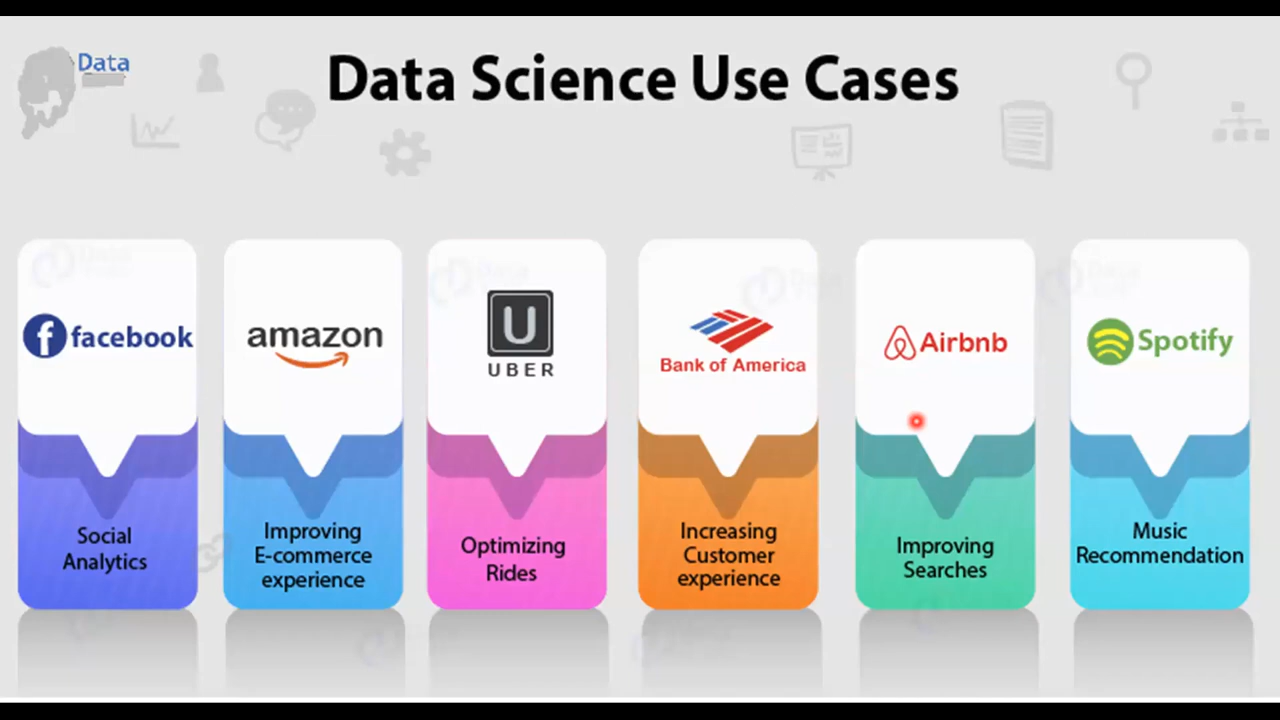 Data
Data Science Use Cases
facebook
amazon
U
UBER
Bank of America
Airbnb
Spotify
Social
Analytics
Improving
E-commerce
experience
Optimizing
Rides
Increasing
Customer
experience
Improving
Searches
Music
Recommendation